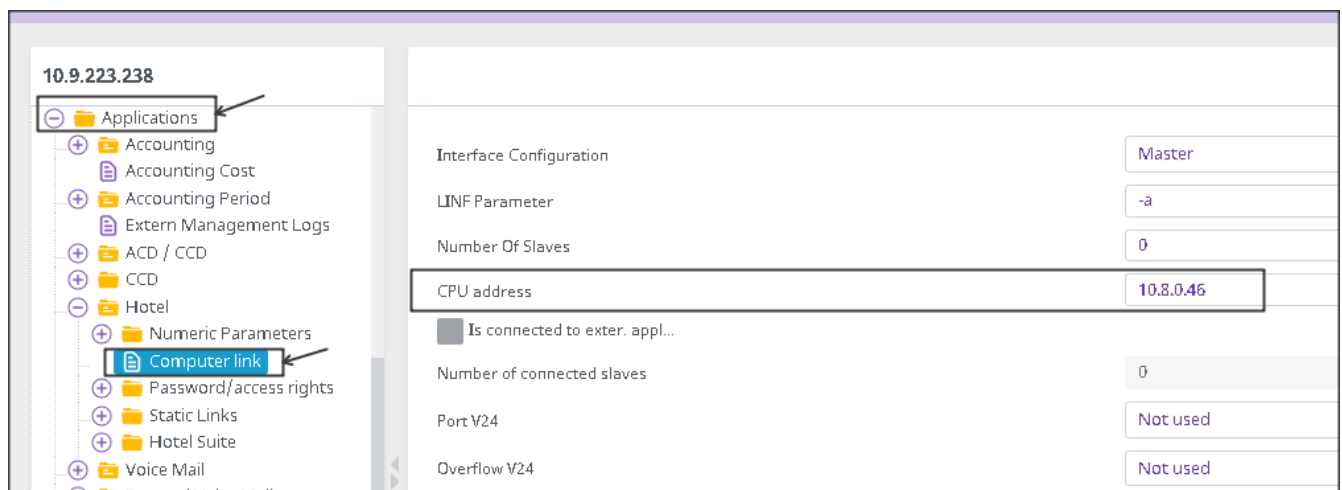 10.9.223.238
Applications
Accounting
Accounting Cost
Accounting Period
Extern Management Logs
ACD / CCD
CCD
Hotel
Numeric Parameters
Computer link
Password/access rights
Static Links
Hotel Suite
Voice Mail
Interface Configuration Master
LINF Parameter -a
Number Of Slaves 0
CPU address 10.8.0.46
Is connected to exter. appl...
Number of connected slaves 0
Port V24 Not used
Overflow V24 Not used